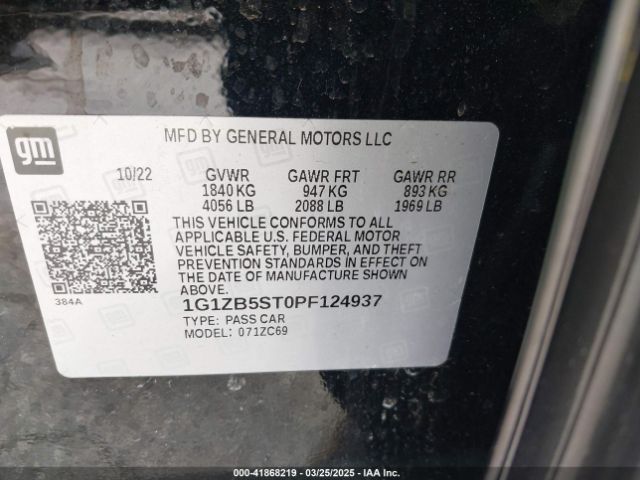 gm
MFD BY GENERAL MOTORS LLC
10/22 GVWR GAWR FRT GAWR RR
1840 KG 947 KG 893 KG
4056 LB 2088 LB 1969 LB
THIS VEHICLE CONFORMS TO ALL
APPLICABLE U.S. FEDERAL MOTOR
VEHICLE SAFETY, BUMPER, AND THEFT
PREVENTION STANDARDS IN EFFECT ON
THE DATE OF MANUFACTURE SHOWN
ABOVE.
384A
1G1ZB5ST0PF124937
TYPE: PASS CAR
MODEL: 071ZC69
000-41868219 — 03/25/2025 — IAA Inc.